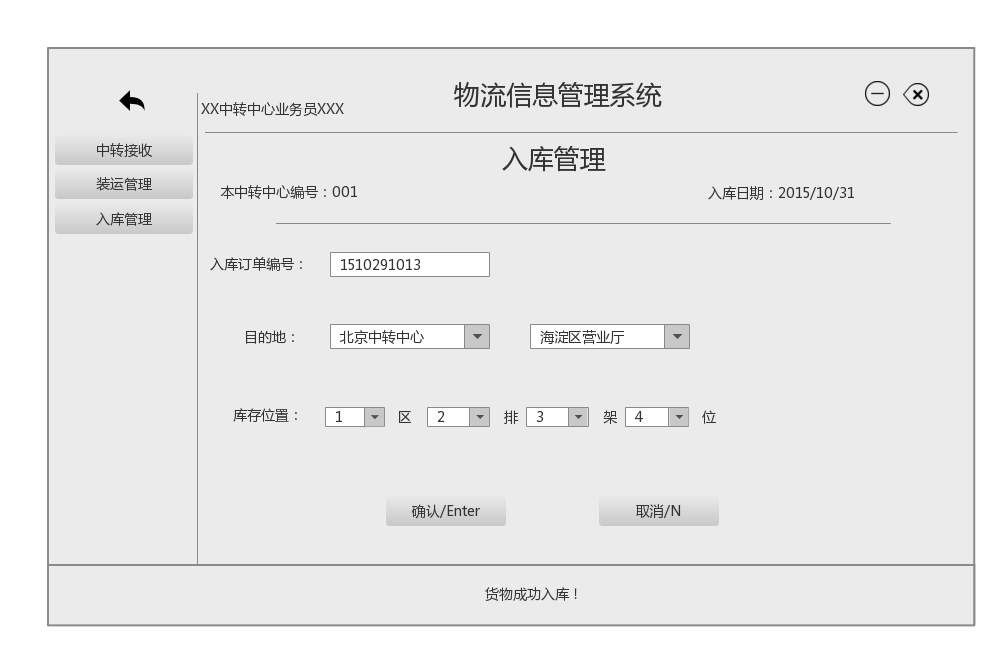 物流信息管理系统
XX中转中心业务员XXX
中转接收
装运管理
入库管理
入库管理
本中转中心编号：001
入库日期：2015/10/31
入库订单编号： 1510291013
目的地： 北京中转中心 海淀区营业厅
库存位置： 1 区 2 排 3 架 4 位
确认/Enter 取消/N
货物成功入库！